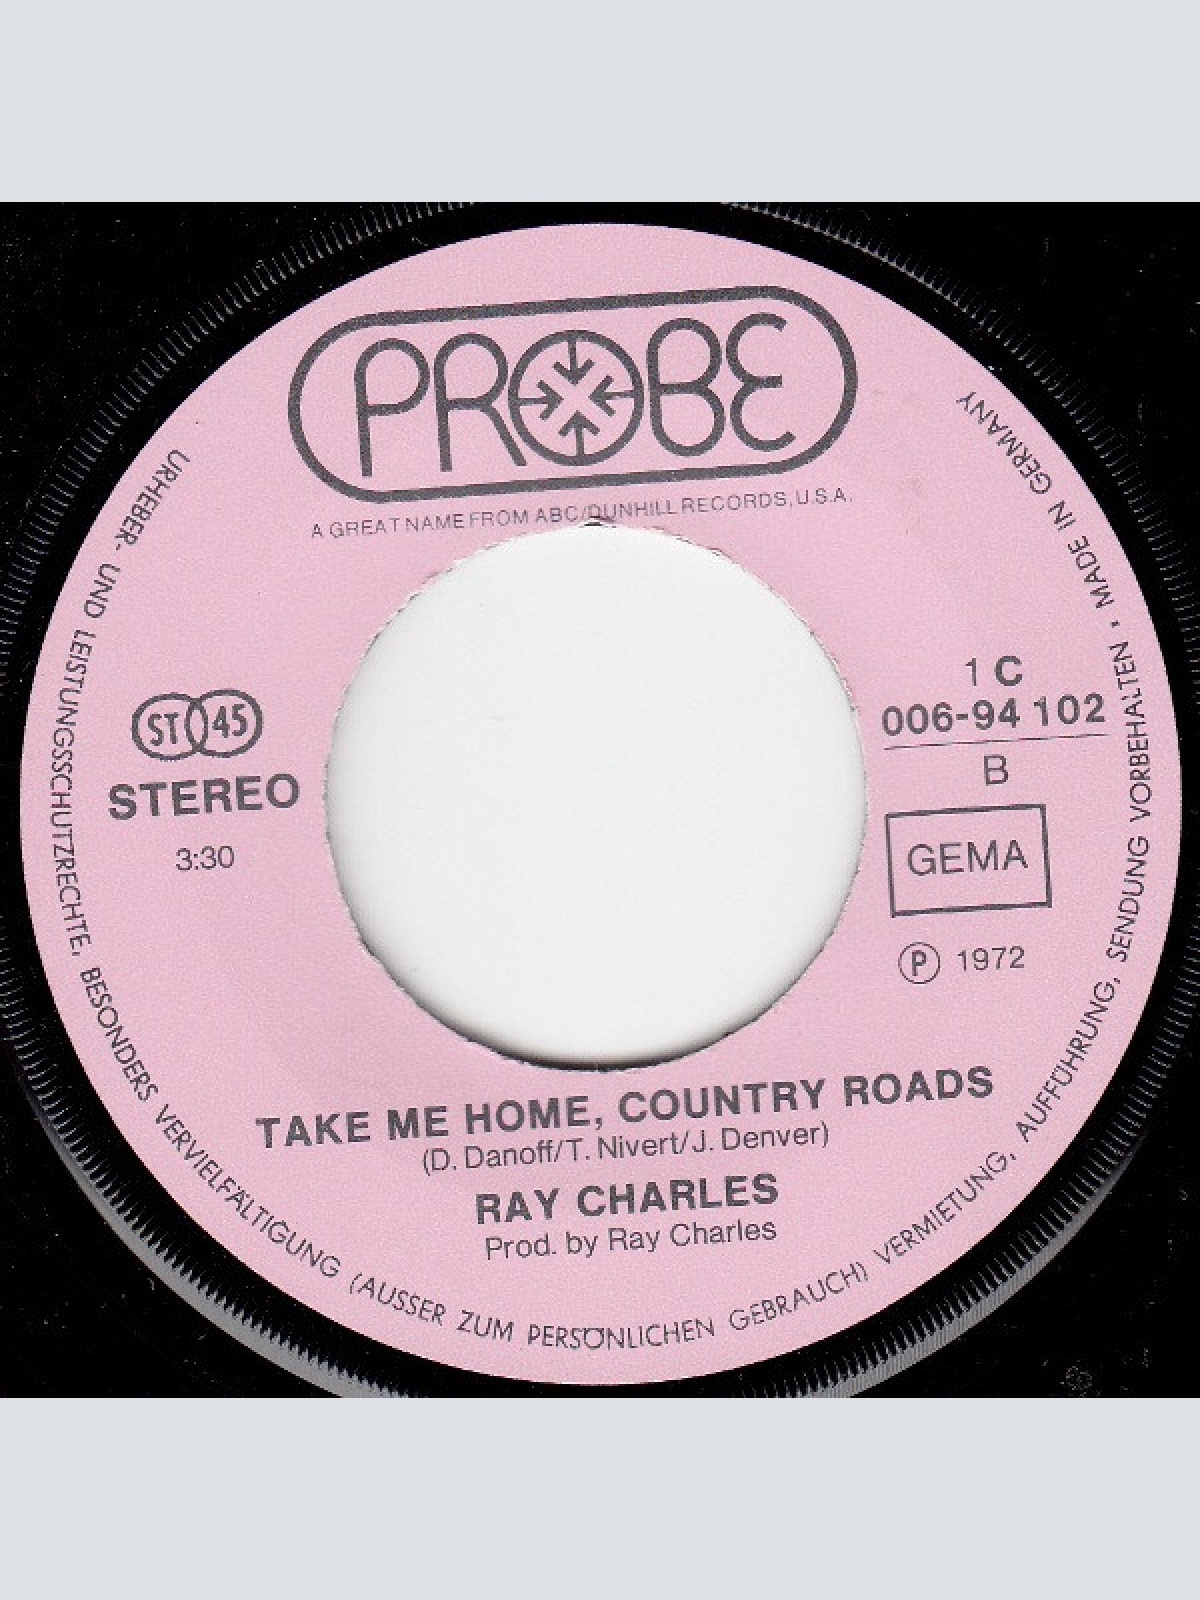 PROBE
A GREAT NAME FROM ABC/DUNHILL RECORDS, U.S.A.
URHEBER- UND LEISTUNGSSCHUTZRECHTE, BESONDERS VERVIELFÄLTIGUNG (AUSSER ZUM PERSÖNLICHEN GEBRAUCH) VERMIETUNG, AUFFÜHRUNG, SENDUNG VORBEHALTEN • MADE IN GERMANY
ST 45
STEREO
3:30
1 C
006-94 102
B
GEMA
Ⓟ 1972
TAKE ME HOME, COUNTRY ROADS
(D. Danoff/T. Nivert/J. Denver)
RAY CHARLES
Prod. by Ray Charles